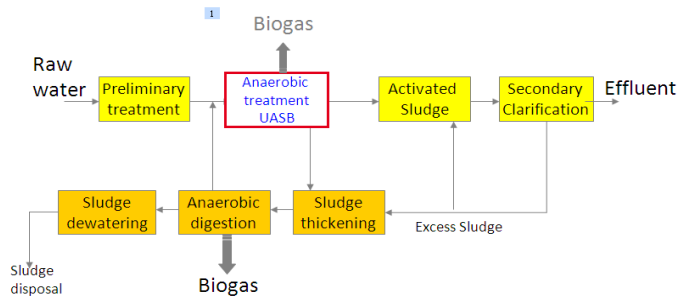 1
Biogas
Raw
water
Preliminary
treatment
Anaerobic
treatment
UASB
Activated
Sludge
Secondary
Clarification
Effluent
Sludge
dewatering
Anaerobic
digestion
Sludge
thickening
Excess Sludge
Sludge
disposal
Biogas